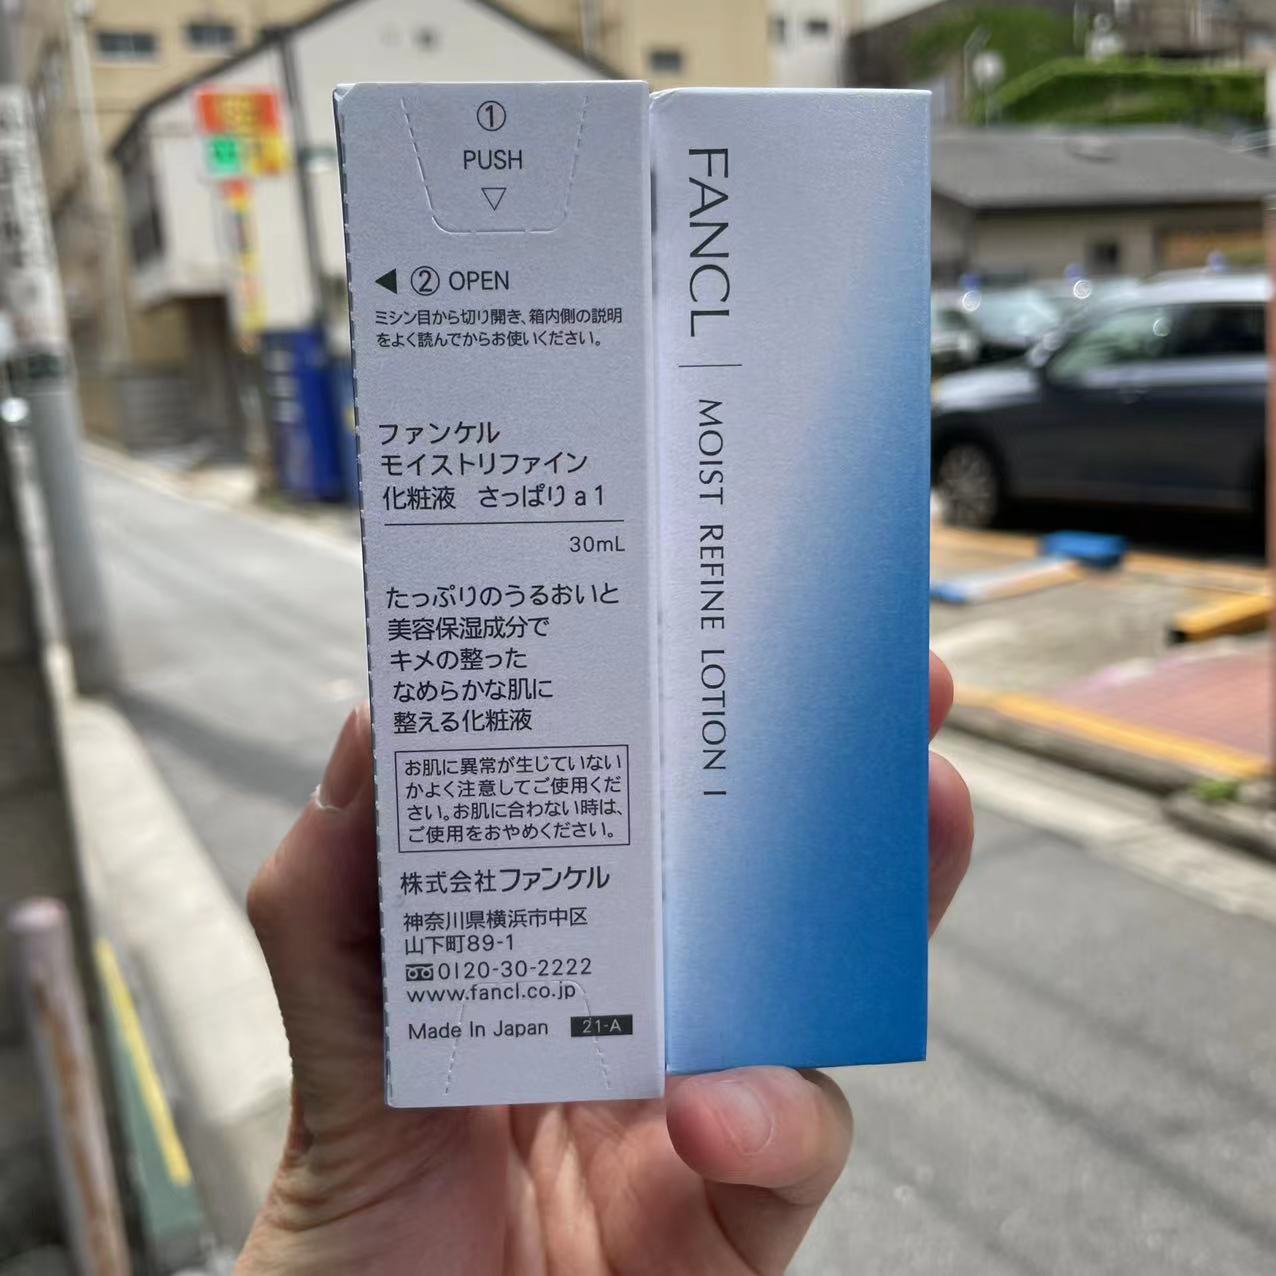 ①
PUSH
▽
◀ ② OPEN
ミシン目から切り開き、箱内側の説明
をよく読んでからお使いください。
ファンケル
モイストリファイン
化粧液 さっぱり a 1
30mL
たっぷりのうるおいと
美容保湿成分で
キメの整った
なめらかな肌に
整える化粧液
お肌に異常が生じていない
かよく注意してご使用くだ
さい。お肌に合わない時は、
ご使用をおやめください。
株式会社ファンケル
神奈川県横浜市中区
山下町89-1
0120-30-2222
www.fancl.co.jp
Made In Japan 21-A
FANCL | MOIST REFINE LOTION I